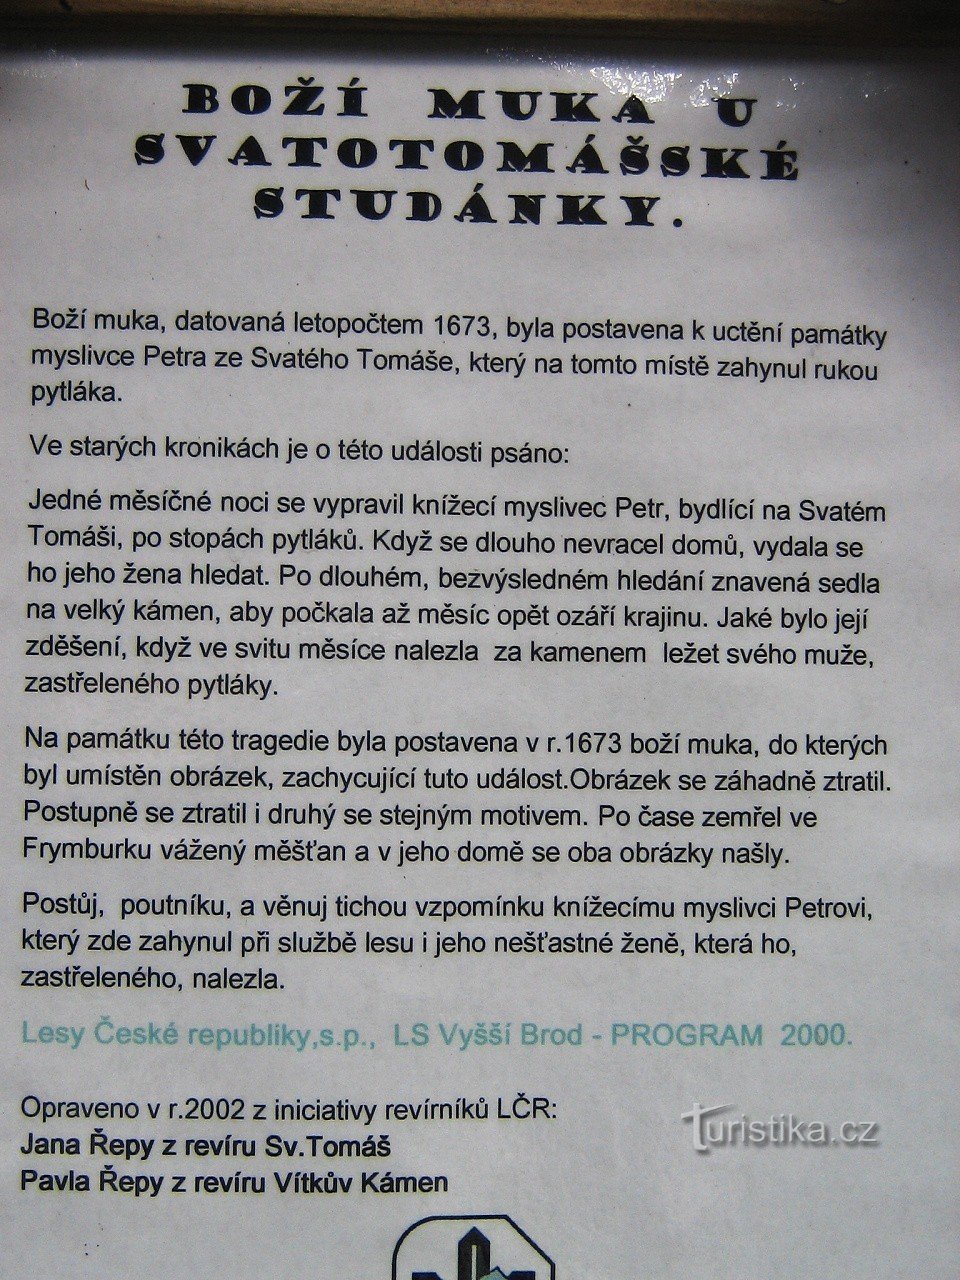 BOŽÍ MUKA U
SVATOTOMÁŠSKÉ
STUDÁNKY.
Boží muka, datovaná letopočtem 1673, byla postavena k uctění památky
myslivce Petra ze Svatého Tomáše, který na tomto místě zahynul rukou
pytláka.
Ve starých kronikách je o této události psáno:
Jedné měsíčné noci se vypravil knížecí myslivec Petr, bydlící na Svatém
Tomáši, po stopách pytláků. Když se dlouho nevracel domů, vydala se
ho jeho žena hledat. Po dlouhém, bezvýsledném hledání znavená sedla
na velký kámen, aby počkala až měsíc opět ozáří krajinu. Jaké bylo její
zděšení, když ve svitu měsíce nalezla za kamenem ležet svého muže,
zastřeleného pytláky.
Na památku této tragedie byla postavena v r.1673 boží muka, do kterých
byl umístěn obrázek, zachycující tuto událost.Obrázek se záhadně ztratil.
Postupně se ztratil i druhý se stejným motivem. Po čase zemřel ve
Frymburku vážený měšťan a v jeho domě se oba obrázky našly.
Postůj, poutníku, a věnuj tichou vzpomínku knížecímu myslivci Petrovi,
který zde zahynul při službě lesu i jeho nešťastné ženě, která ho,
zastřeleného, nalezla.
Lesy České republiky,s.p., LS Vyšší Brod - PROGRAM 2000.
Opraveno v r.2002 z iniciativy revírníků LČR:
Jana Řepy z revíru Sv.Tomáš
Pavla Řepy z revíru Vítkův Kámen
Turistika.cz